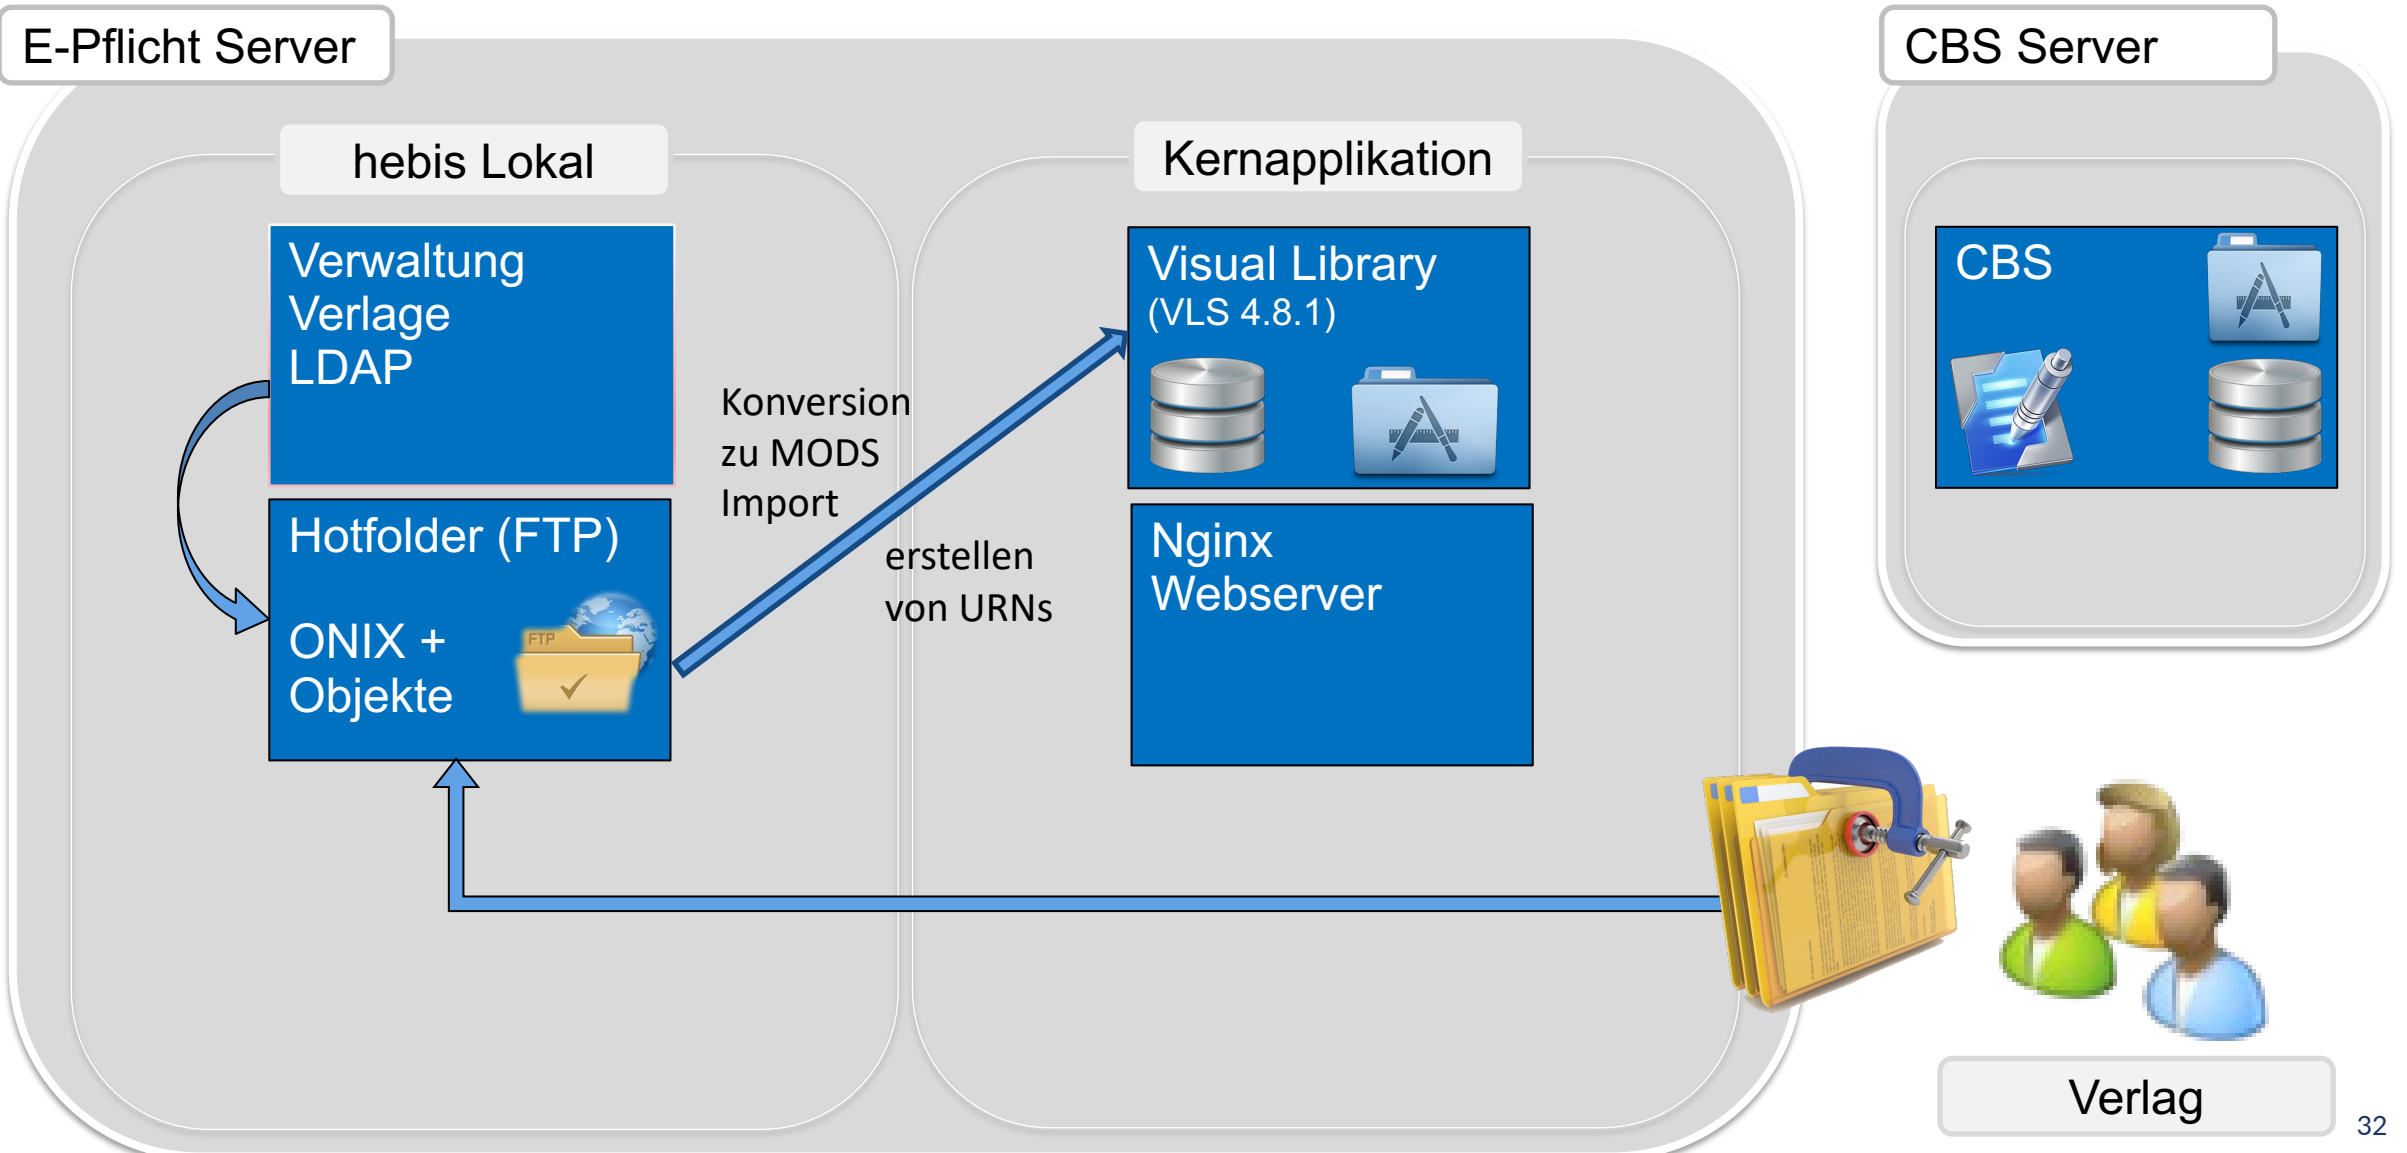 E-Pflicht Server
CBS Server
hebis Lokal
Kernapplikation
Verwaltung
Verlage
LDAP
Visual Library
(VLS 4.8.1)
CBS
Konversion
zu MODS
Import
Hotfolder (FTP)
ONIX +
Objekte
FTP
erstellen
von URNs
Nginx
Webserver
Verlag
32